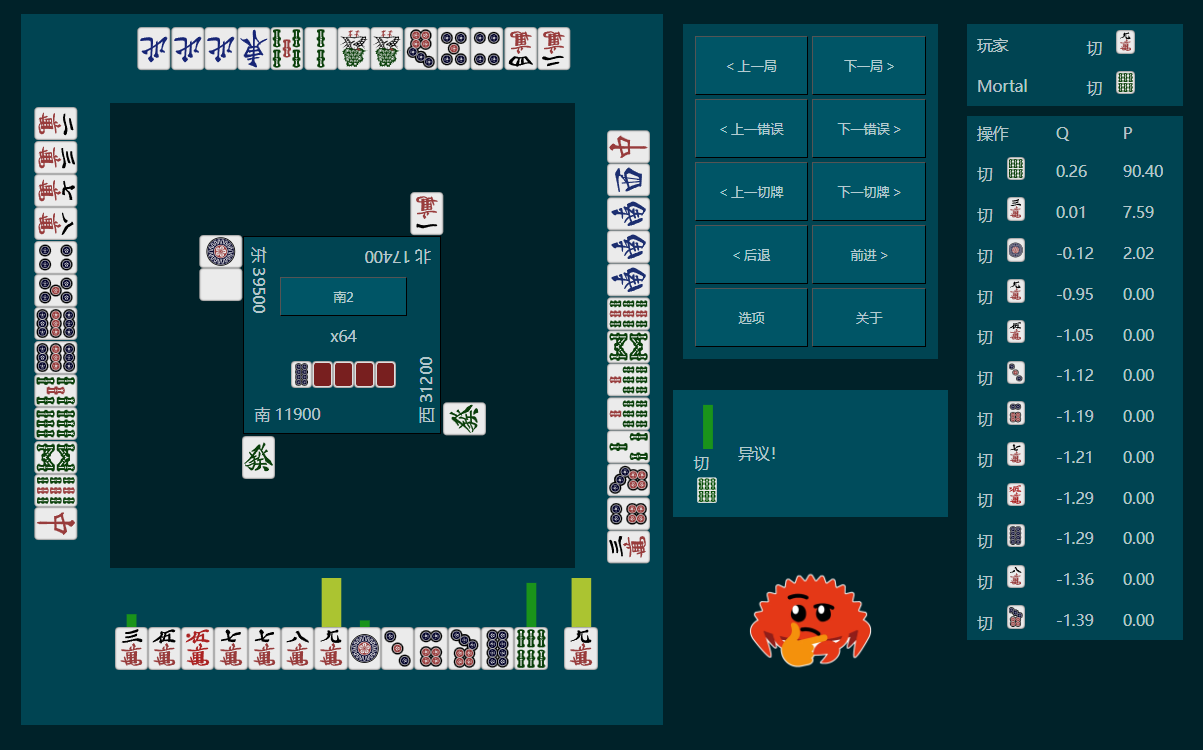 < 上一局
下一局 >
< 上一错误
下一错误 >
< 上一切牌
下一切牌 >
< 后退
前进 >
选项
关于
玩家 切
Mortal 切
操作 Q P
切 0.26 90.40
切 0.01 7.59
切 -0.12 2.02
切 -0.95 0.00
切 -1.05 0.00
切 -1.12 0.00
切 -1.19 0.00
切 -1.21 0.00
切 -1.29 0.00
切 -1.29 0.00
切 -1.36 0.00
切 -1.39 0.00
切
异议!
北 17400
东 39500
南2
x64
西 31200
南 11900